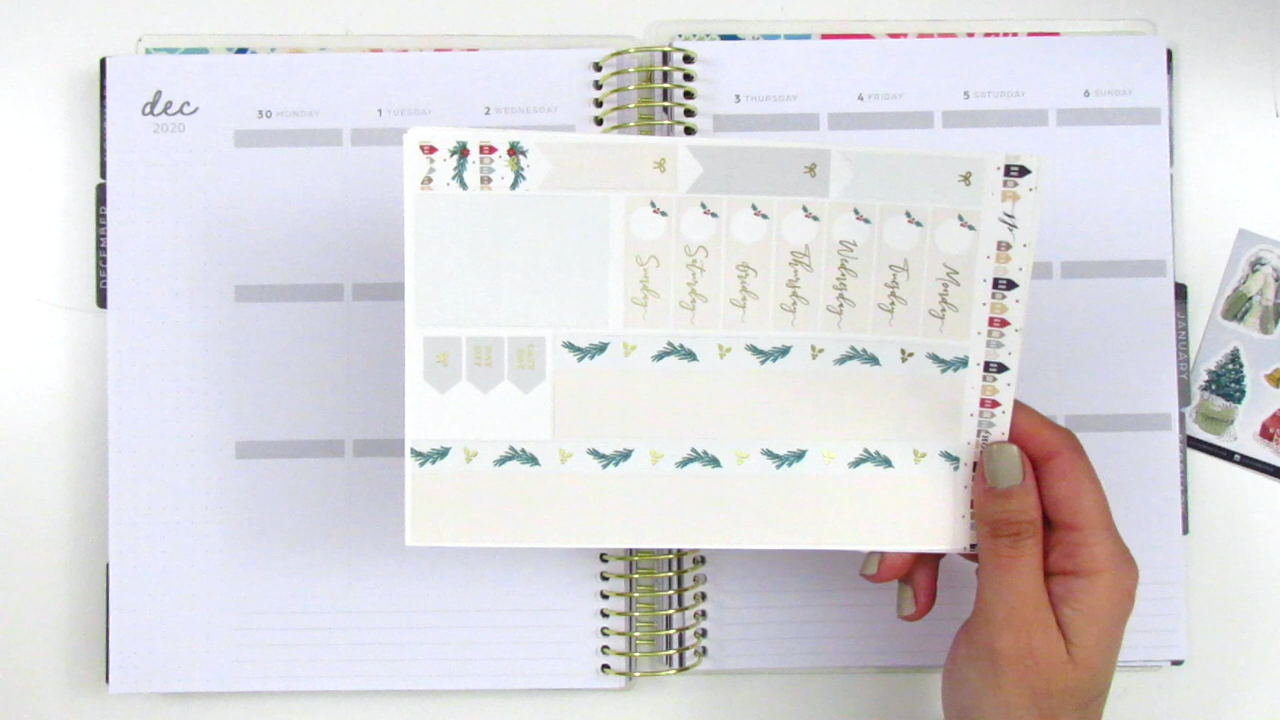 dec
2020
30 MONDAY
1 TUESDAY
2 WEDNESDAY
3 THURSDAY
4 FRIDAY
5 SATURDAY
6 SUNDAY
Sunday
Saturday
Friday
Thursday
Wednesday
Tuesday
Monday
DECEMBER
JANUARY